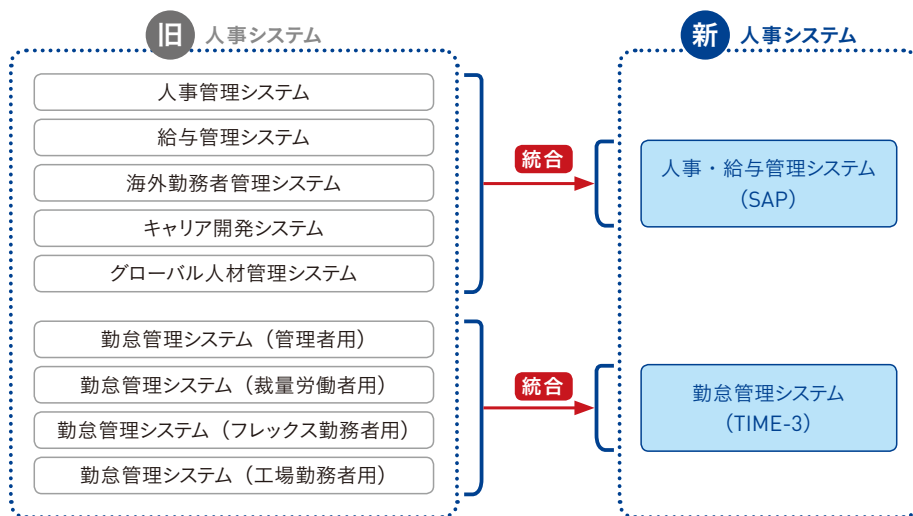 旧 人事システム
人事管理システム
給与管理システム
海外勤務者管理システム
キャリア開発システム
グローバル人材管理システム
勤怠管理システム（管理者用）
勤怠管理システム（裁量労働者用）
勤怠管理システム（フレックス勤務者用）
勤怠管理システム（工場勤務者用）
統合
統合
新 人事システム
人事・給与管理システム
（SAP）
勤怠管理システム
（TIME-3）